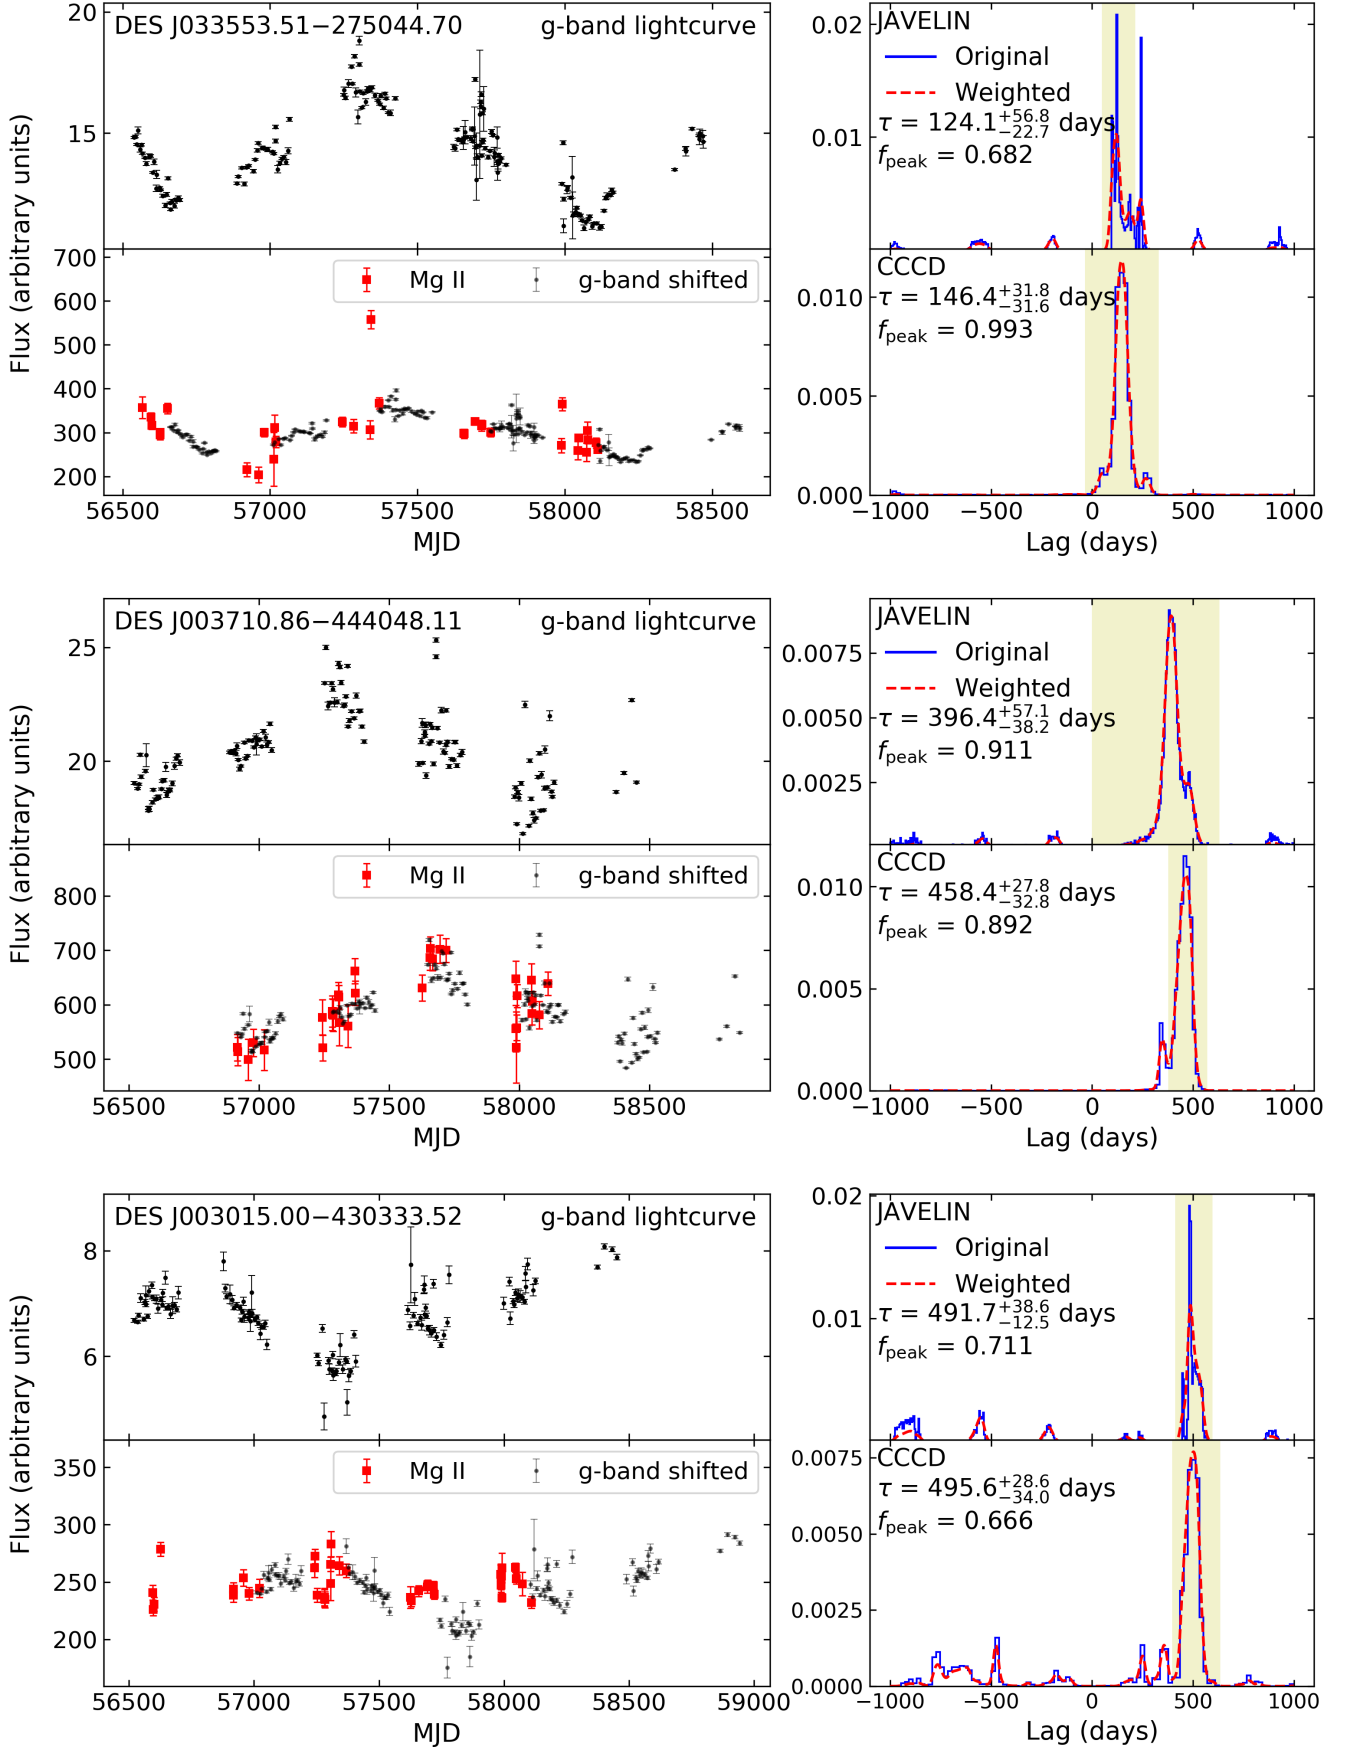 DES J033553.51−275044.70 g-band lightcurve
20
15
Flux (arbitrary units)
700
600
500
400
300
200
Mg II g-band shifted
56500 57000 57500 58000 58500
MJD
JAVELIN
Original
Weighted
τ = 124.1 +56.8 −22.7 days
f peak = 0.682
0.02
0.01
CCCD
τ = 146.4 +31.8 −31.6 days
f peak = 0.993
0.010
0.005
0.000
−1000 −500 0 500 1000
Lag (days)
DES J003710.86−444048.11 g-band lightcurve
25
20
Flux (arbitrary units)
800
700
600
500
Mg II g-band shifted
56500 57000 57500 58000 58500
MJD
JAVELIN
Original
Weighted
τ = 396.4 +57.1 −38.2 days
f peak = 0.911
0.0075
0.0050
0.0025
CCCD
τ = 458.4 +27.8 −32.8 days
f peak = 0.892
0.010
0.005
0.000
−1000 −500 0 500 1000
Lag (days)
DES J003015.00−430333.52 g-band lightcurve
8
6
Flux (arbitrary units)
350
300
250
200
Mg II g-band shifted
56500 57000 57500 58000 58500 59000
MJD
JAVELIN
Original
Weighted
τ = 491.7 +38.6 −12.5 days
f peak = 0.711
0.02
0.01
CCCD
τ = 495.6 +28.6 −34.0 days
f peak = 0.666
0.0075
0.0050
0.0025
0.0000
−1000 −500 0 500 1000
Lag (days)